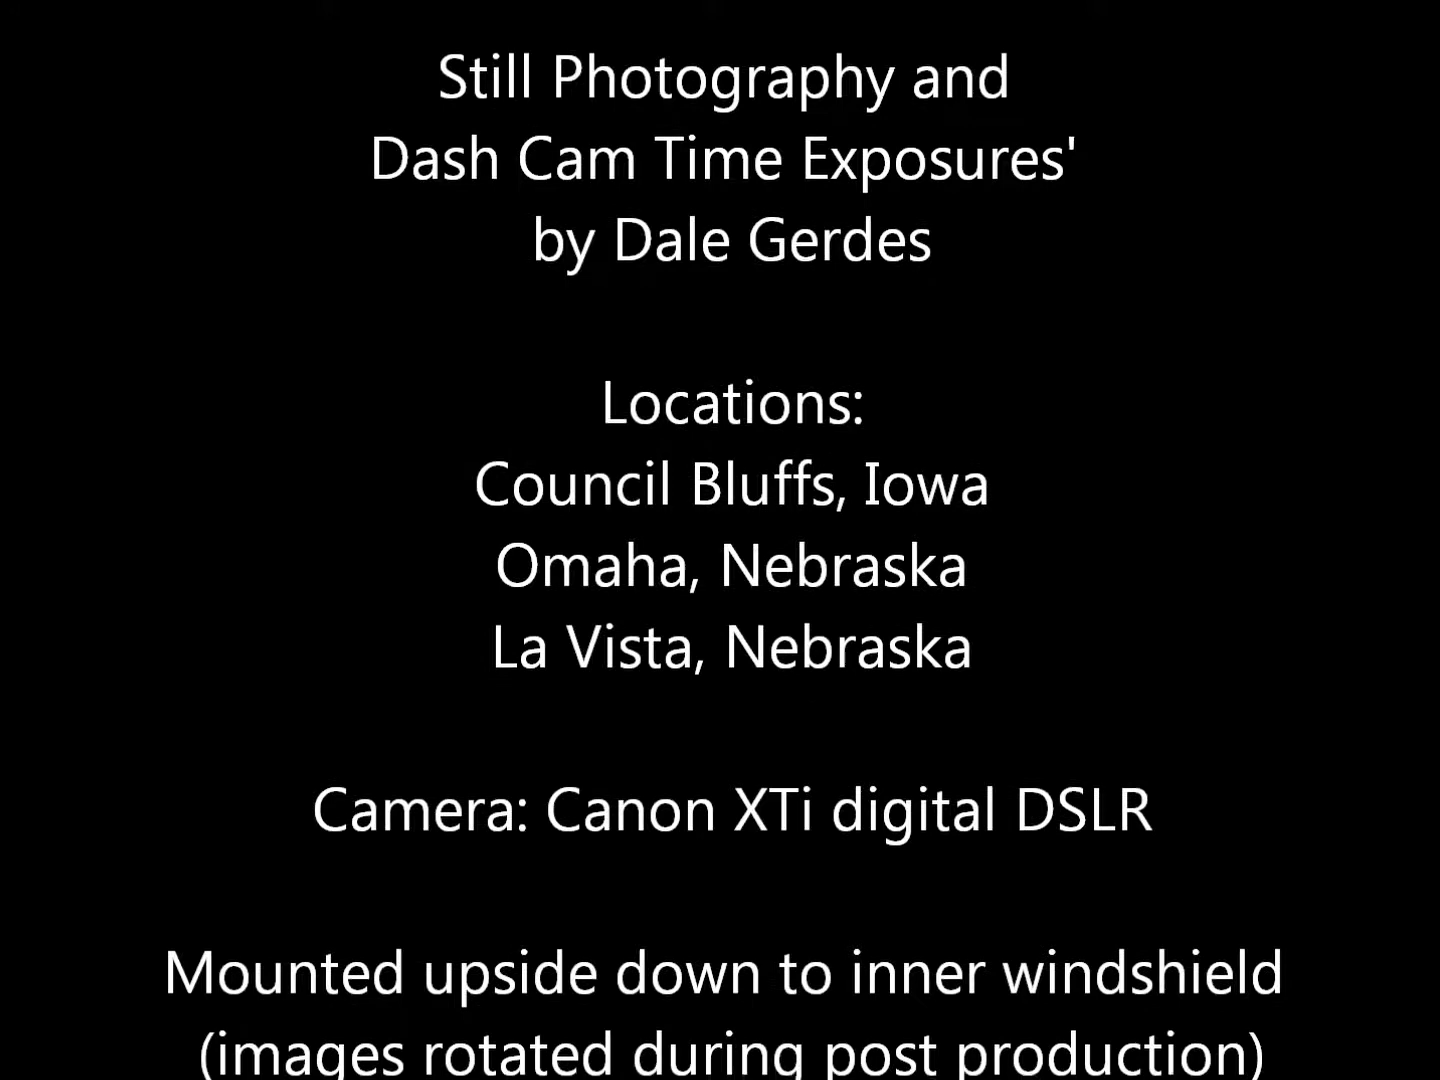 Still Photography and
Dash Cam Time Exposures'
by Dale Gerdes
Locations:
Council Bluffs, Iowa
Omaha, Nebraska
La Vista, Nebraska
Camera: Canon XTi digital DSLR
Mounted upside down to inner windshield
(images rotated during post production)